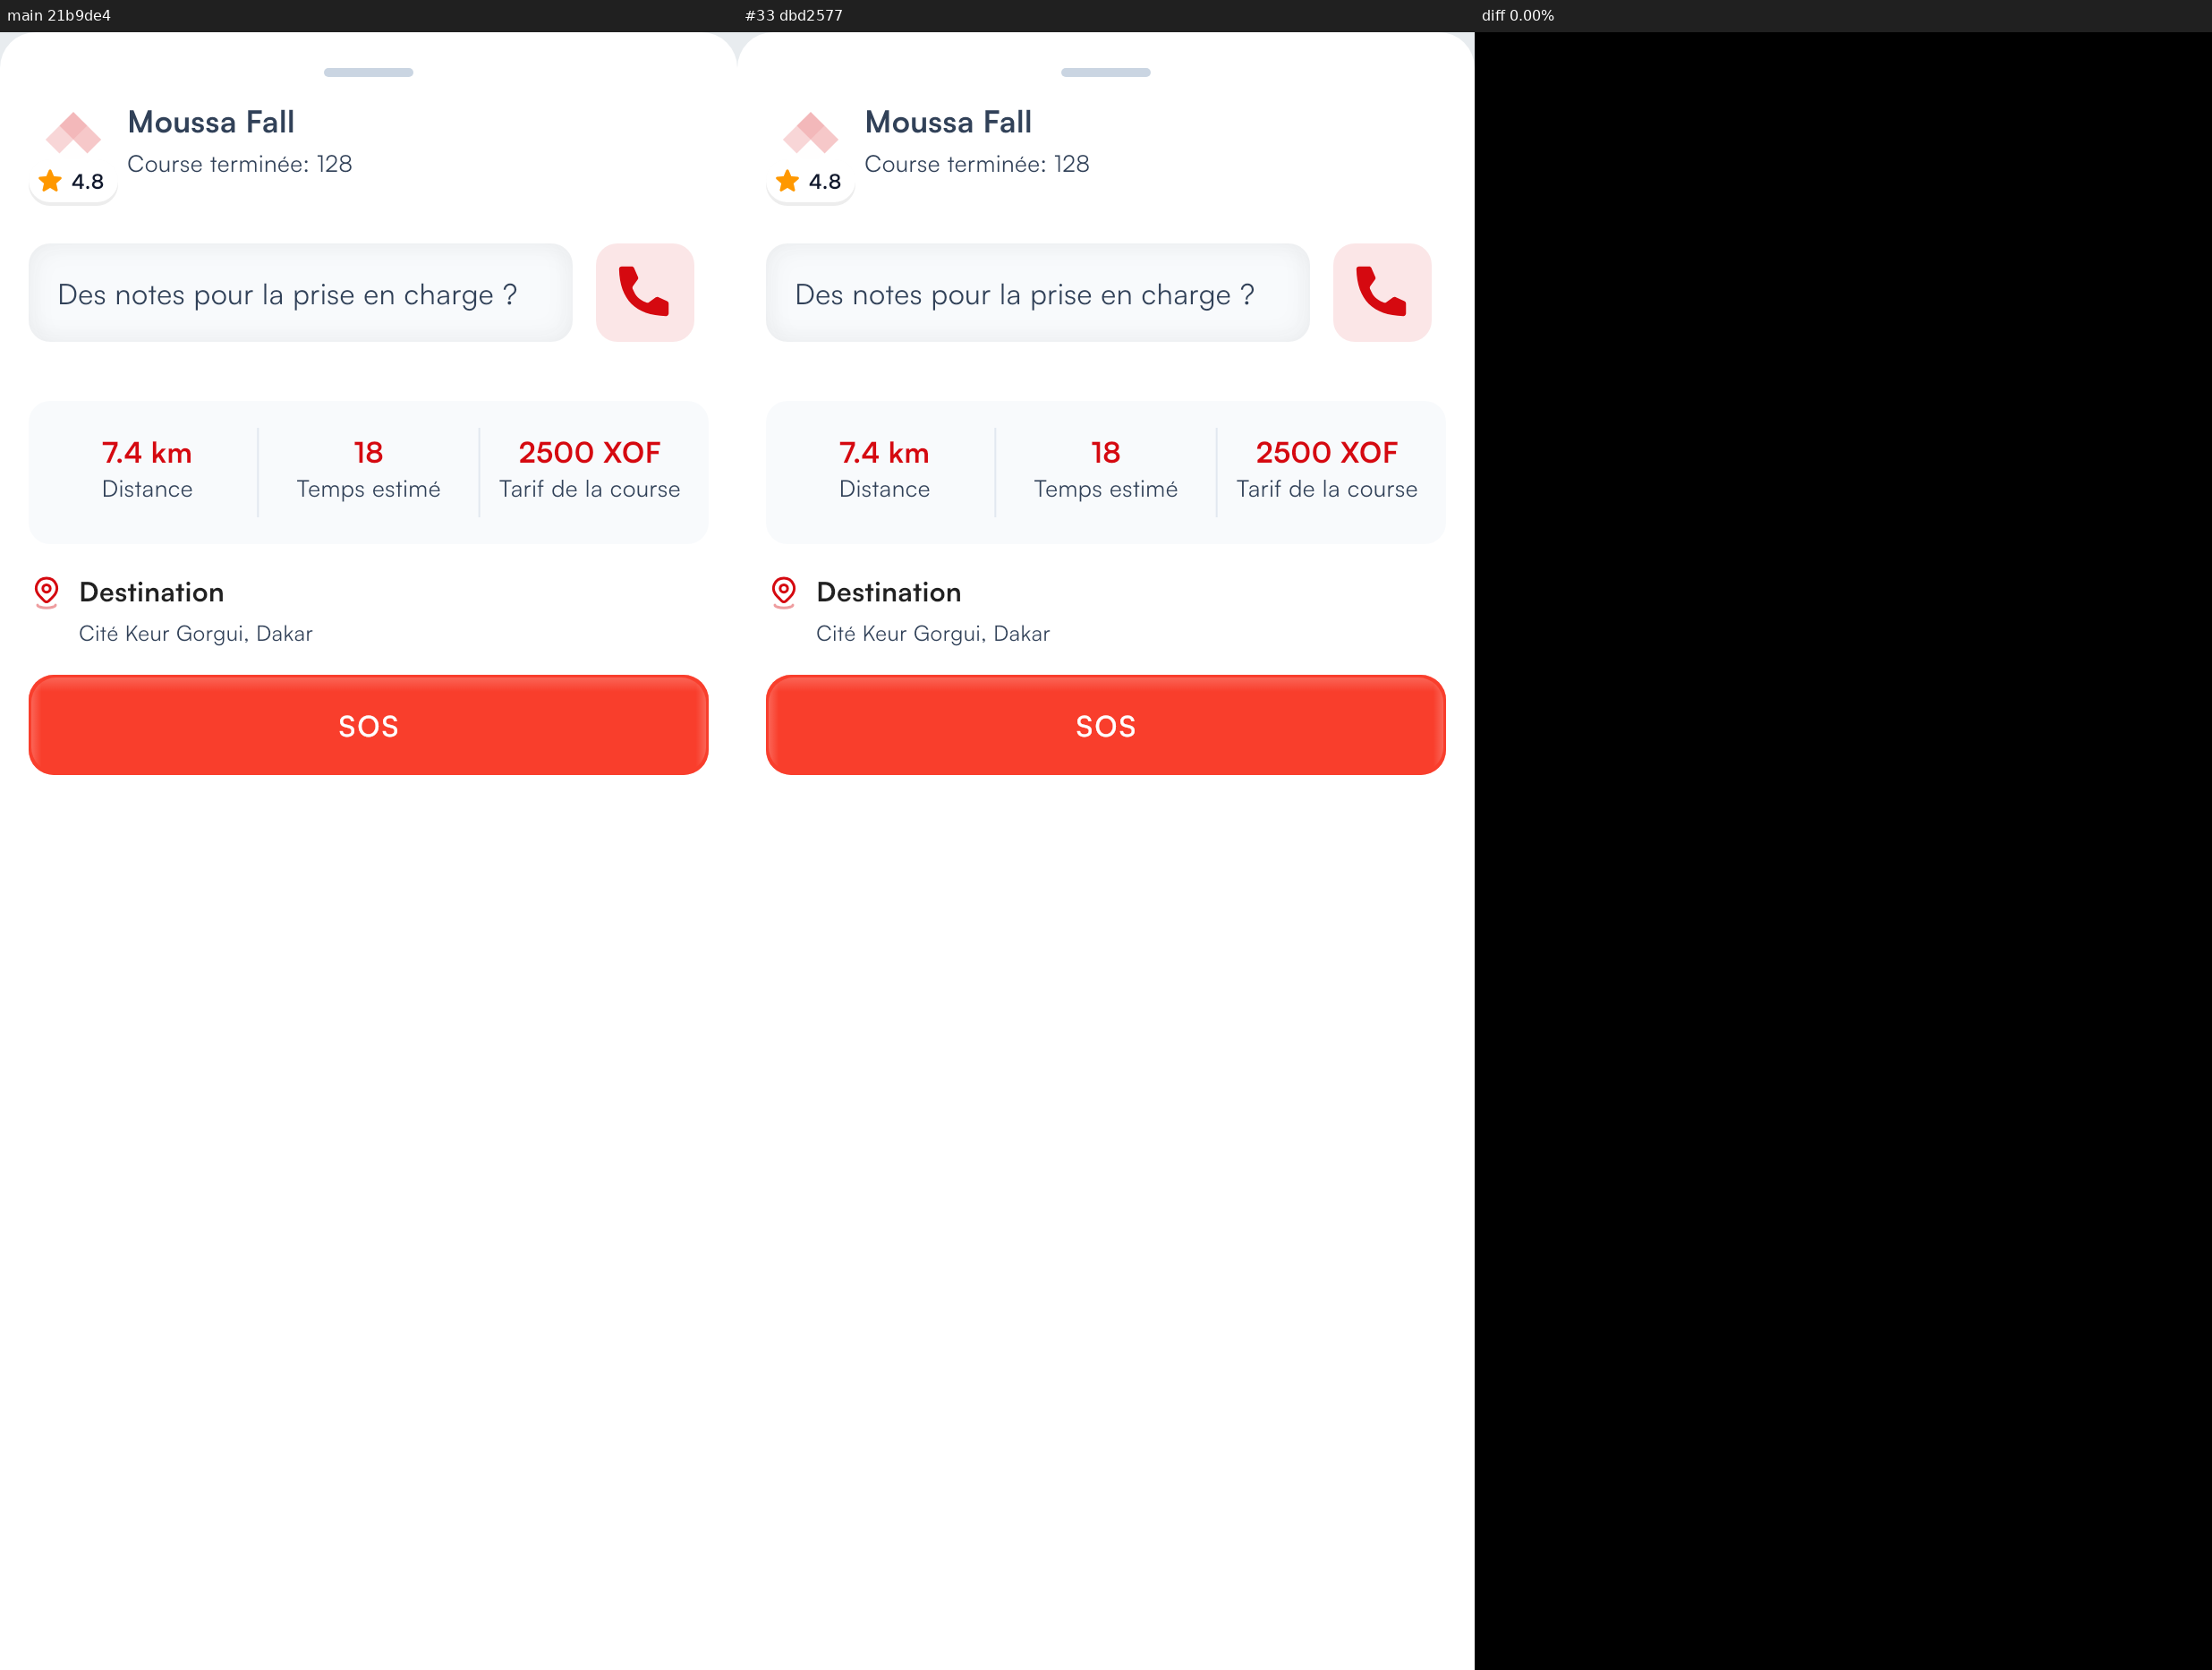 main 21b9de4
#33 dbd2577
diff 0.00%
Moussa Fall
Course terminée: 128
4.8
Des notes pour la prise en charge ?
7.4 km
Distance
18
Temps estimé
2500 XOF
Tarif de la course
Destination
Cité Keur Gorgui, Dakar
SOS
Moussa Fall
Course terminée: 128
4.8
Des notes pour la prise en charge ?
7.4 km
Distance
18
Temps estimé
2500 XOF
Tarif de la course
Destination
Cité Keur Gorgui, Dakar
SOS